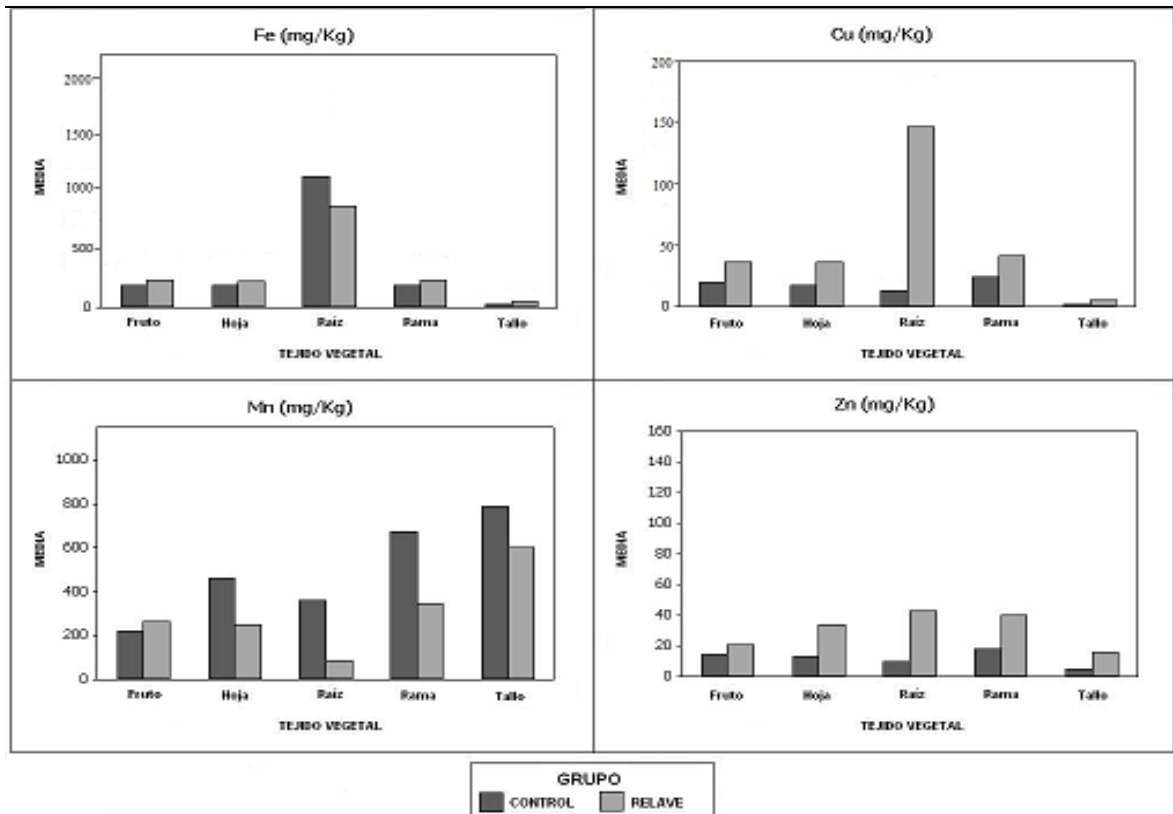 Fe (mg/Kg)
MEDIA
2000
1500
1000
500
0
Fruto Hoja Raiz Rama Tallo
TEJIDO VEGETAL
Cu (mg/Kg)
MEDIA
200
150
100
50
0
Fruto Hoja Raiz Rama Tallo
TEJIDO VEGETAL
Mn (mg/Kg)
MEDIA
1000
800
600
400
200
0
Fruto Hoja Raiz Rama Tallo
TEJIDO VEGETAL
Zn (mg/Kg)
MEDIA
160
140
120
100
80
60
40
20
0
Fruto Hoja Raiz Rama Tallo
TEJIDO VEGETAL
GRUPO
CONTROL RELAVE